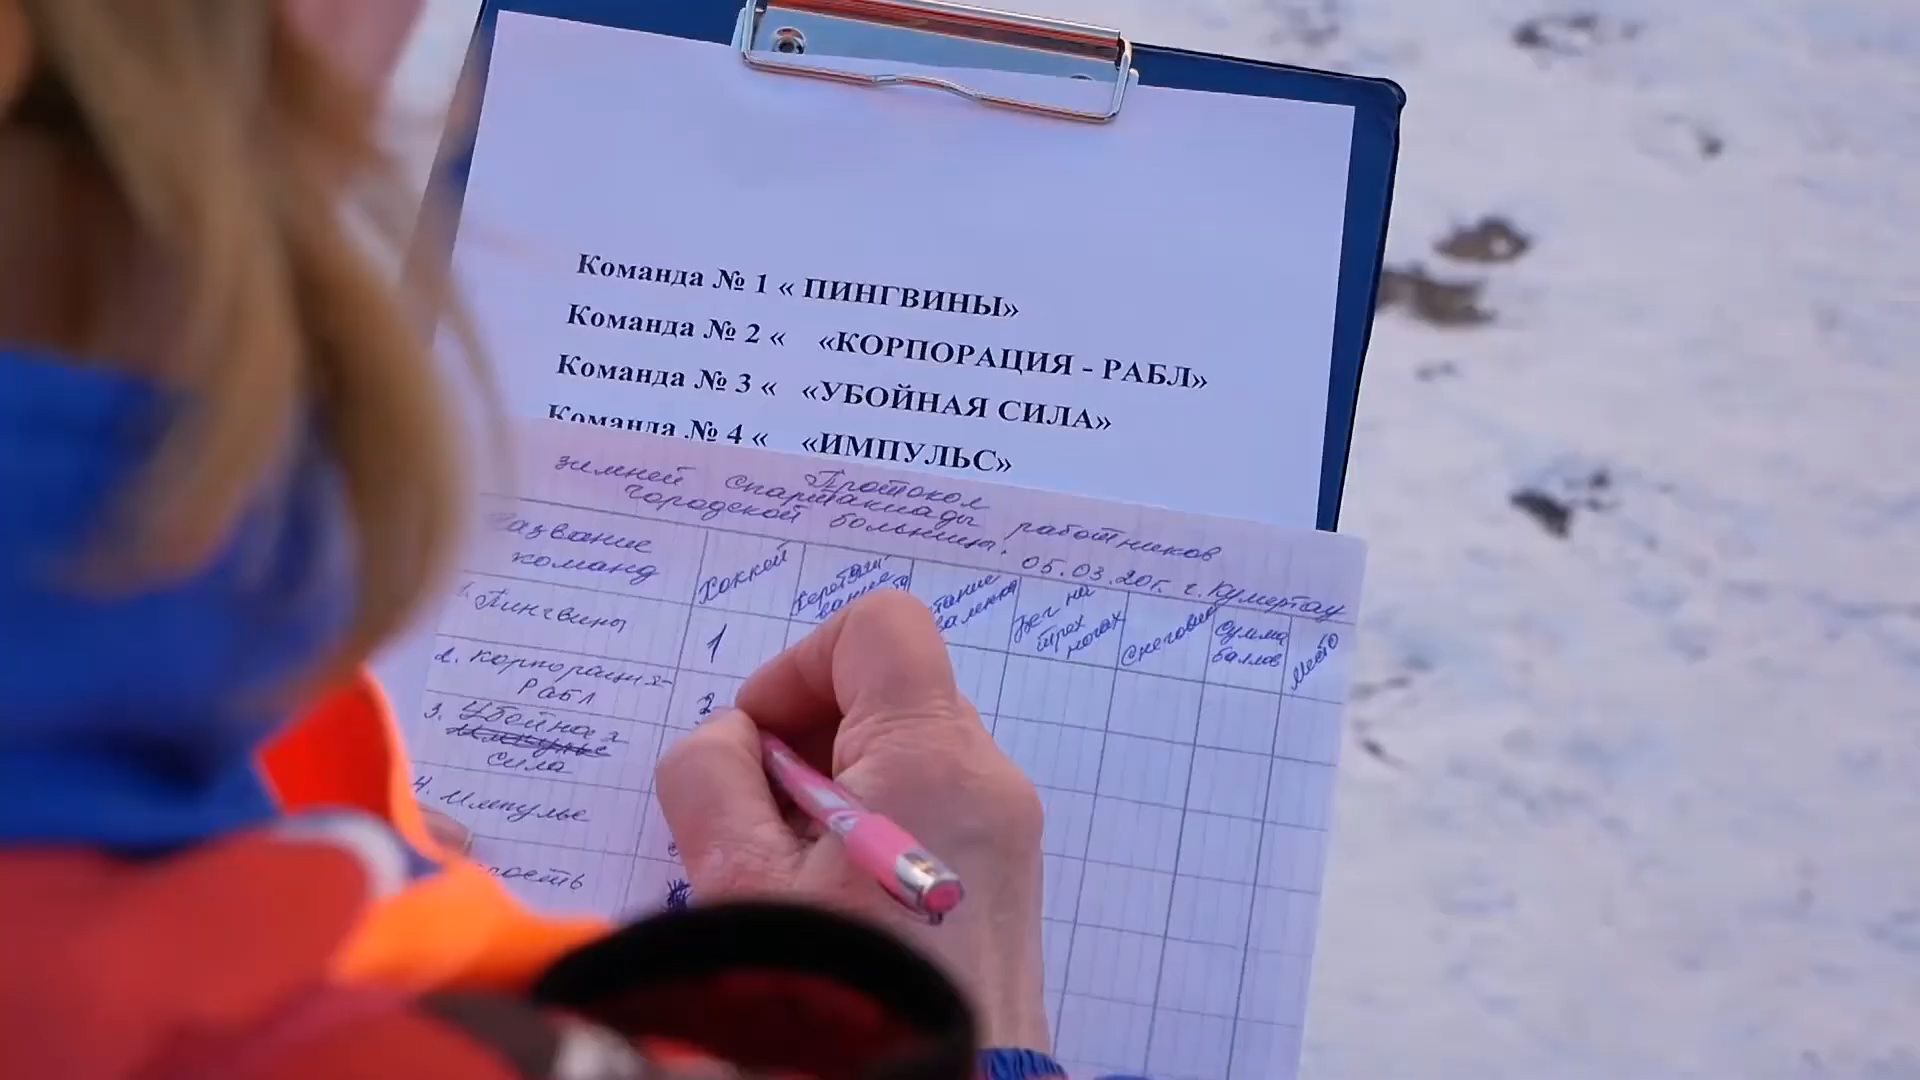 Команда № 1 « ПИНГВИНЫ»
Команда № 2 « «КОРПОРАЦИЯ - РАБЛ»
Команда № 3 « «УБОЙНАЯ СИЛА»
Команда № 4 « «ИМПУЛЬС»
Протокол
зимней спартакиады работников
городской больницы. 05.03.20г. г. Кумертау
Название
команд
Хоккей
Бег на
трех
ногах
Снеговик
Сумма
баллов
Место
1. Пингвины
1
2. Корпорация-
РАБЛ
2
3. Убойная
сила
4. Импульс